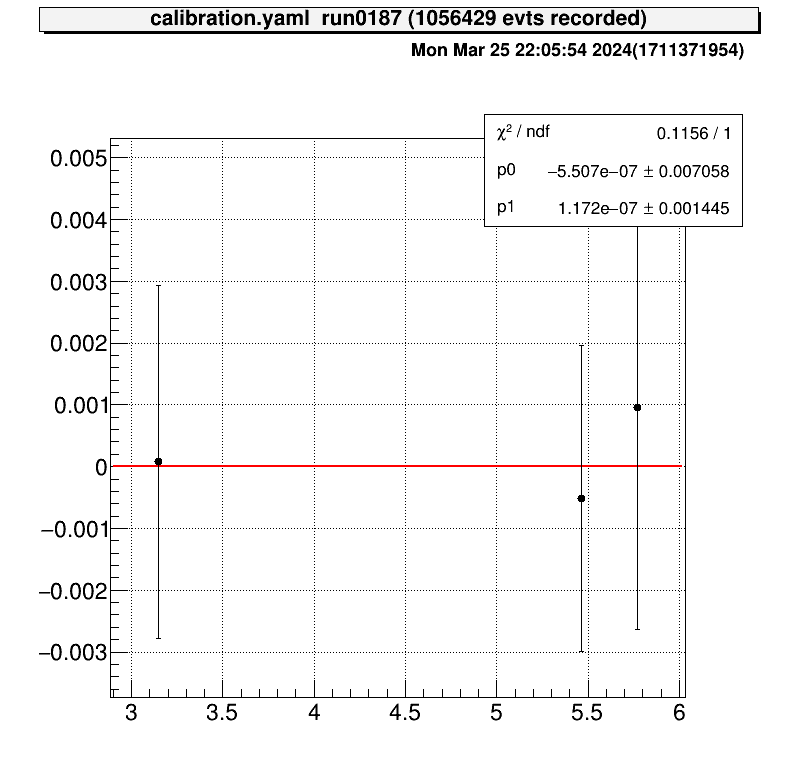 calibration.yaml run0187 (1056429 evts recorded)
Mon Mar 25 22:05:54 2024(1711371954)
χ² / ndf 0.1156 / 1
p0 −5.507e−07 ± 0.007058
p1 1.172e−07 ± 0.001445
0.005
0.004
0.003
0.002
0.001
0
−0.001
−0.002
−0.003
3 3.5 4 4.5 5 5.5 6